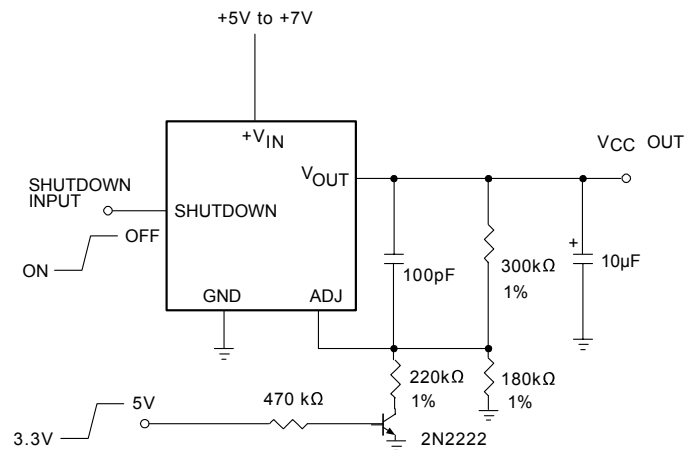 +5V to +7V
+VIN
VCC OUT
VOUT
SHUTDOWN
INPUT
SHUTDOWN
OFF
ON
GND
ADJ
100pF
300kΩ
1%
+
10µF
220kΩ
1%
180kΩ
1%
470 kΩ
5V
3.3V
2N2222